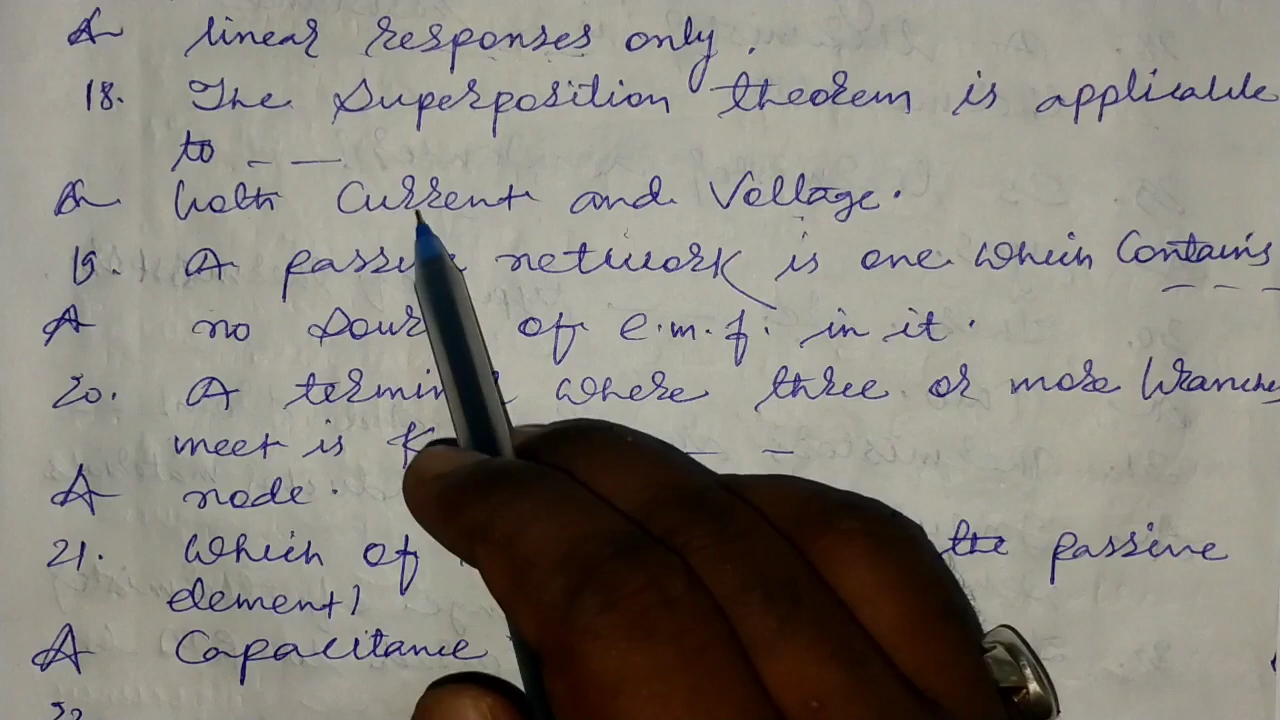 A linear responses only.
18. The Superposition theorem is applicable
to - —
A both Current and Voltage.
19. A passive network is one which Contains
- - - -
A no of e.m.f. in it.
20. A where three or more branches
meet is — -
A node.
21. Which of the passive
element)
A Capacitance